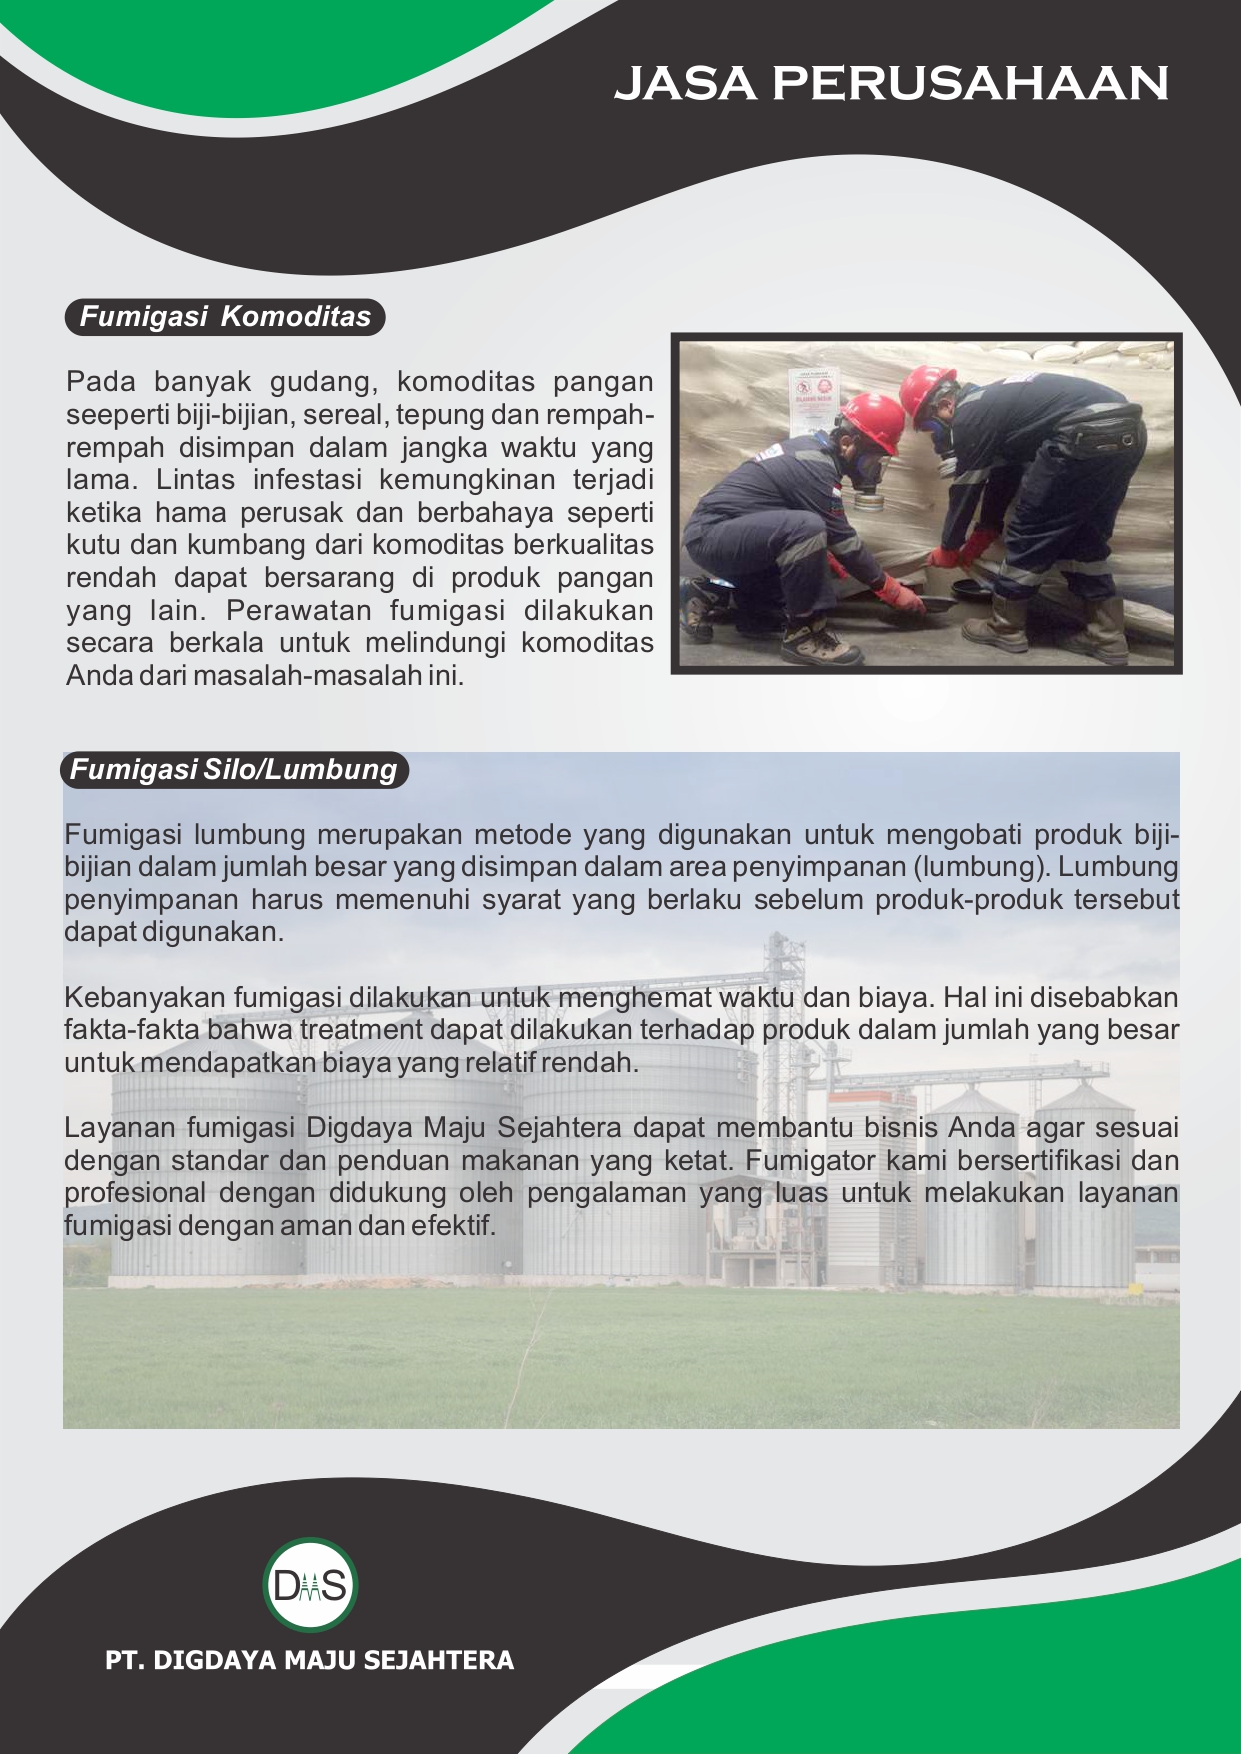 JASA PERUSAHAAN
Fumigasi Komoditas
Pada banyak gudang, komoditas pangan
seeperti biji-bijian, sereal, tepung dan rempah-
rempah disimpan dalam jangka waktu yang
lama. Lintas infestasi kemungkinan terjadi
ketika hama perusak dan berbahaya seperti
kutu dan kumbang dari komoditas berkualitas
rendah dapat bersarang di produk pangan
yang lain. Perawatan fumigasi dilakukan
secara berkala untuk melindungi komoditas
Anda dari masalah-masalah ini.
Fumigasi Silo/Lumbung
Fumigasi lumbung merupakan metode yang digunakan untuk mengobati produk biji-
bijian dalam jumlah besar yang disimpan dalam area penyimpanan (lumbung). Lumbung
penyimpanan harus memenuhi syarat yang berlaku sebelum produk-produk tersebut
dapat digunakan.
Kebanyakan fumigasi dilakukan untuk menghemat waktu dan biaya. Hal ini disebabkan
fakta-fakta bahwa treatment dapat dilakukan terhadap produk dalam jumlah yang besar
untuk mendapatkan biaya yang relatif rendah.
Layanan fumigasi Digdaya Maju Sejahtera dapat membantu bisnis Anda agar sesuai
dengan standar dan penduan makanan yang ketat. Fumigator kami bersertifikasi dan
profesional dengan didukung oleh pengalaman yang luas untuk melakukan layanan
fumigasi dengan aman dan efektif.
DMS
PT. DIGDAYA MAJU SEJAHTERA